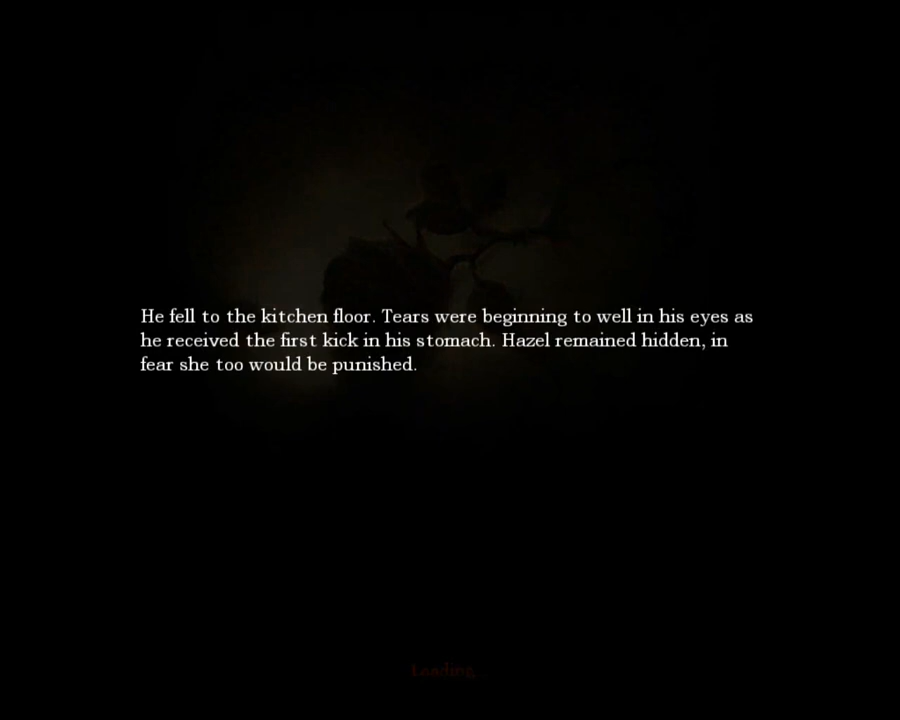 He fell to the kitchen floor. Tears were beginning to well in his eyes as
he received the first kick in his stomach. Hazel remained hidden, in
fear she too would be punished.
Loading...